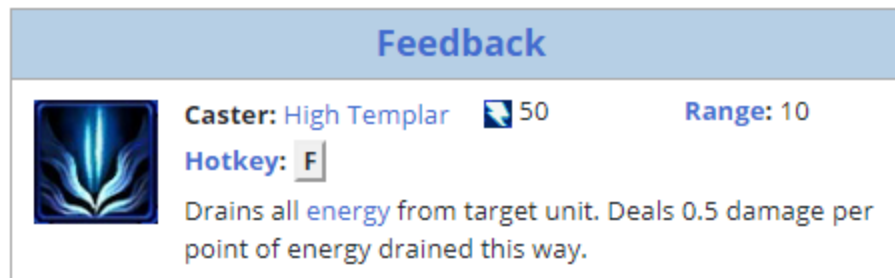 Feedback
Caster: High Templar 50 Range: 10
Hotkey: F
Drains all energy from target unit. Deals 0.5 damage per
point of energy drained this way.